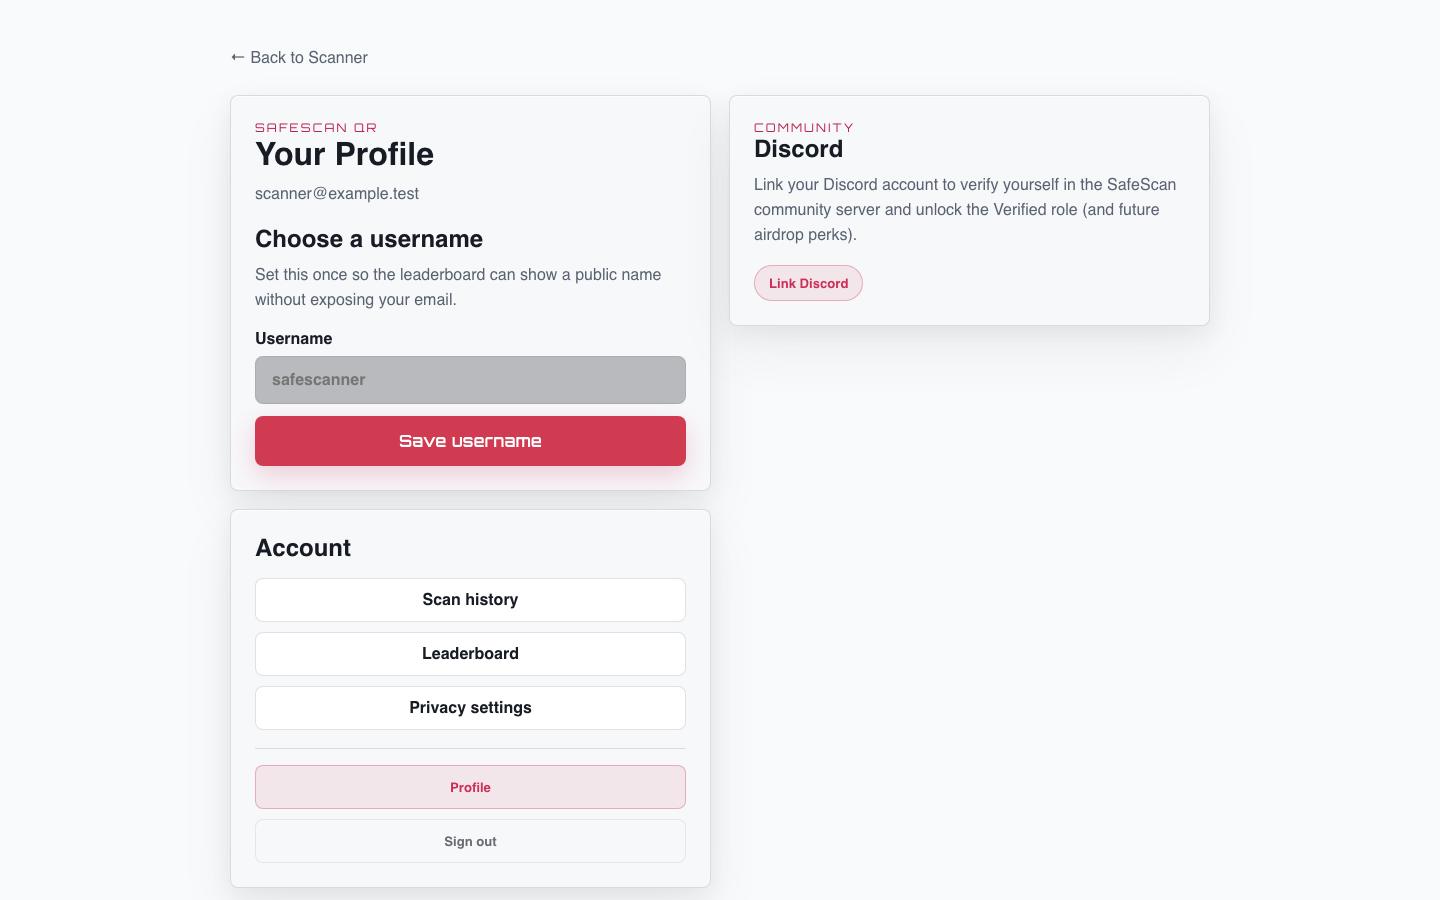 ← Back to Scanner
SAFESCAN QR
Your Profile
scanner@example.test
Choose a username
Set this once so the leaderboard can show a public name
without exposing your email.
Username
safescanner
Save username
Account
Scan history
Leaderboard
Privacy settings
Profile
Sign out
COMMUNITY
Discord
Link your Discord account to verify yourself in the SafeScan
community server and unlock the Verified role (and future
airdrop perks).
Link Discord